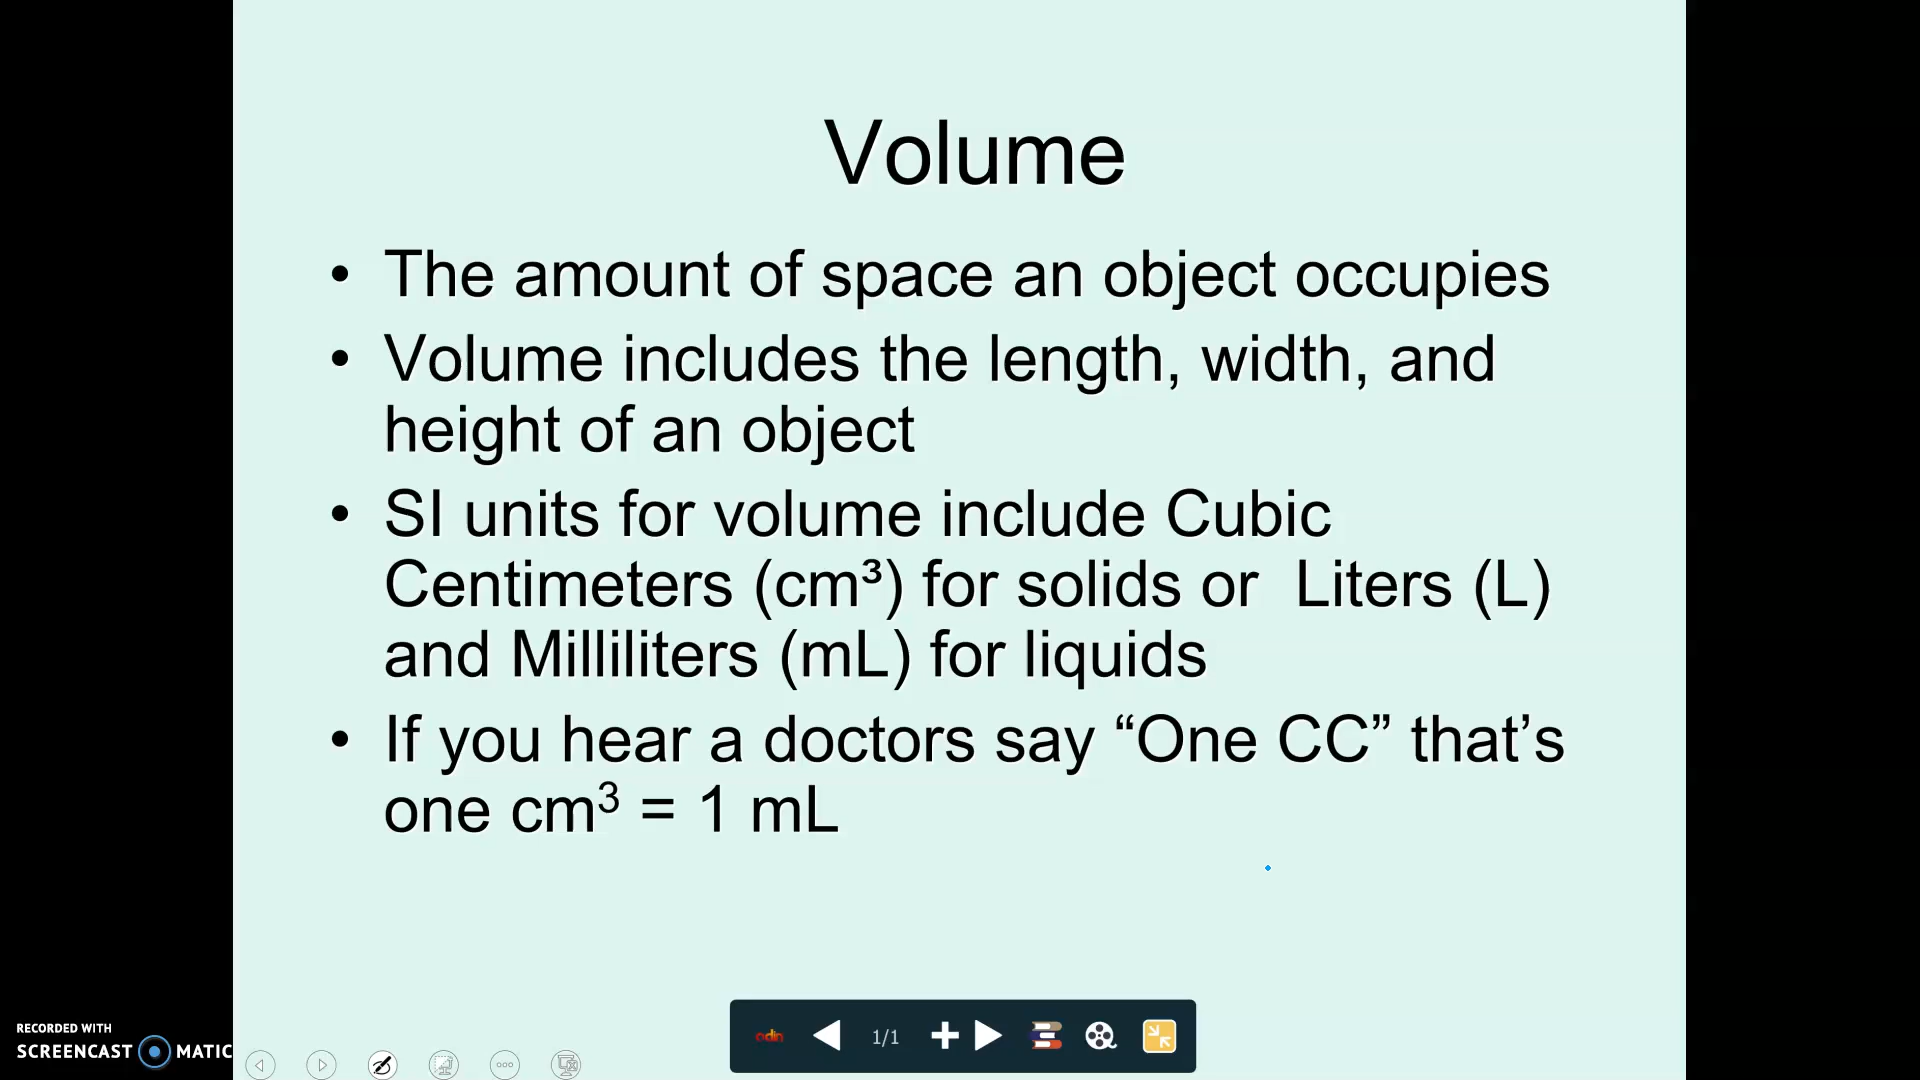 Volume
• The amount of space an object occupies
• Volume includes the length, width, and
height of an object
• SI units for volume include Cubic
Centimeters (cm³) for solids or  Liters (L)
and Milliliters (mL) for liquids
• If you hear a doctors say “One CC” that’s
one cm³ = 1 mL
RECORDED WITH
SCREENCAST MATIC
odin
1/1